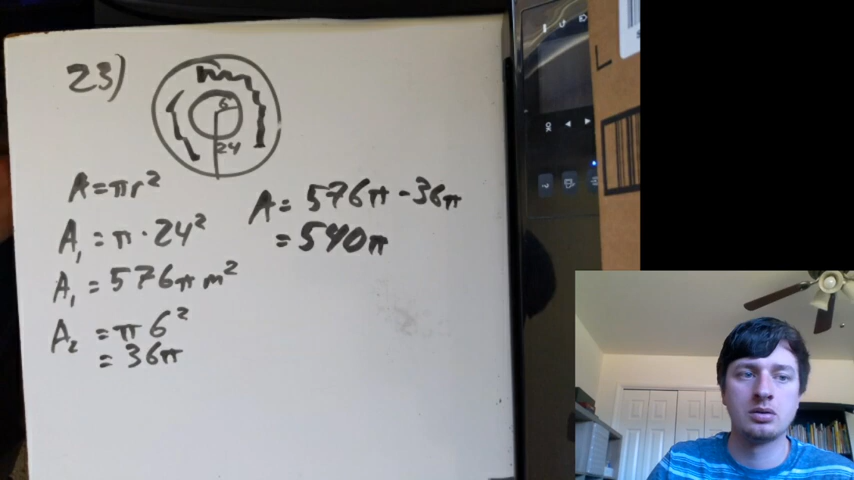 23)
6
24
A = πr²
A₁ = π · 24²
A₁ = 576π m²
A₂ = π 6²
= 36π
A = 576π - 36π
= 540π